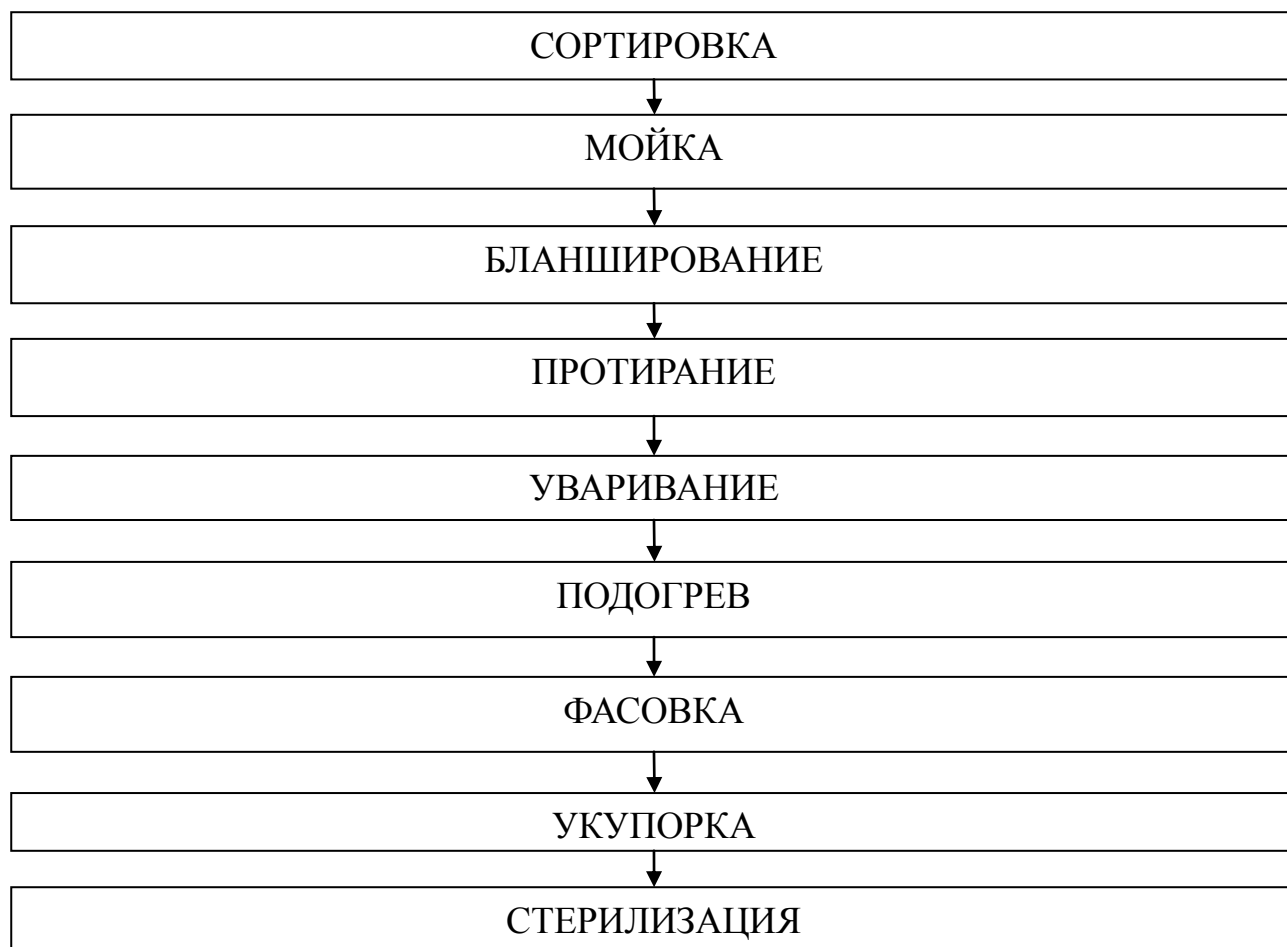 СОРТИРОВКА
МОЙКА
БЛАНШИРОВАНИЕ
ПРОТИРАНИЕ
УВАРИВАНИЕ
ПОДОГРЕВ
ФАСОВКА
УКУПОРКА
СТЕРИЛИЗАЦИЯ